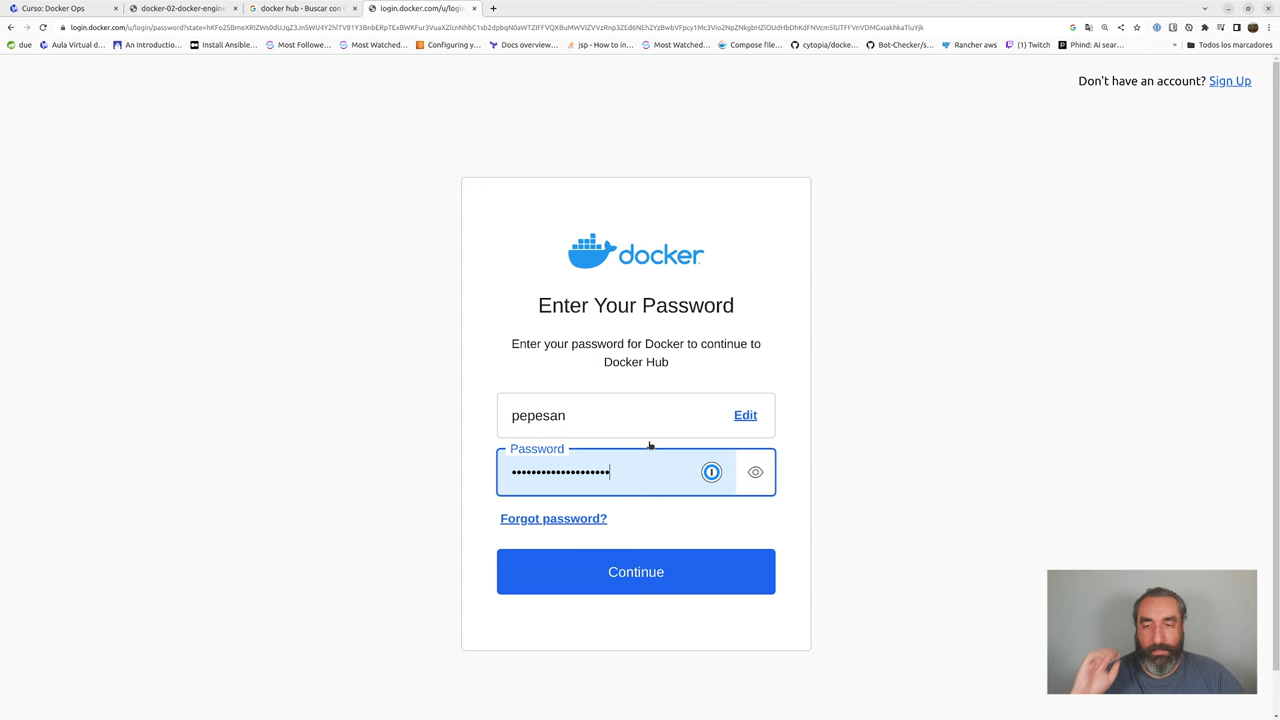 Curso: Docker Ops
docker-02-docker-engin
docker hub - Buscar con
login.docker.com/u/login
due
Aula Virtual d...
An Introductio...
Install Ansible...
Most Followe...
Most Watched...
Configuring y...
Docs overview...
jsp - How to in...
Most Watched...
Compose file...
cytopia/docke...
Bot-Checker/s...
Rancher aws
(1) Twitch
Phind: AI sear...
»
Todos los marcadores
Don't have an account? Sign Up
docker
Enter Your Password
Enter your password for Docker to continue to
Docker Hub
pepesan
Edit
Password
Forgot password?
Continue